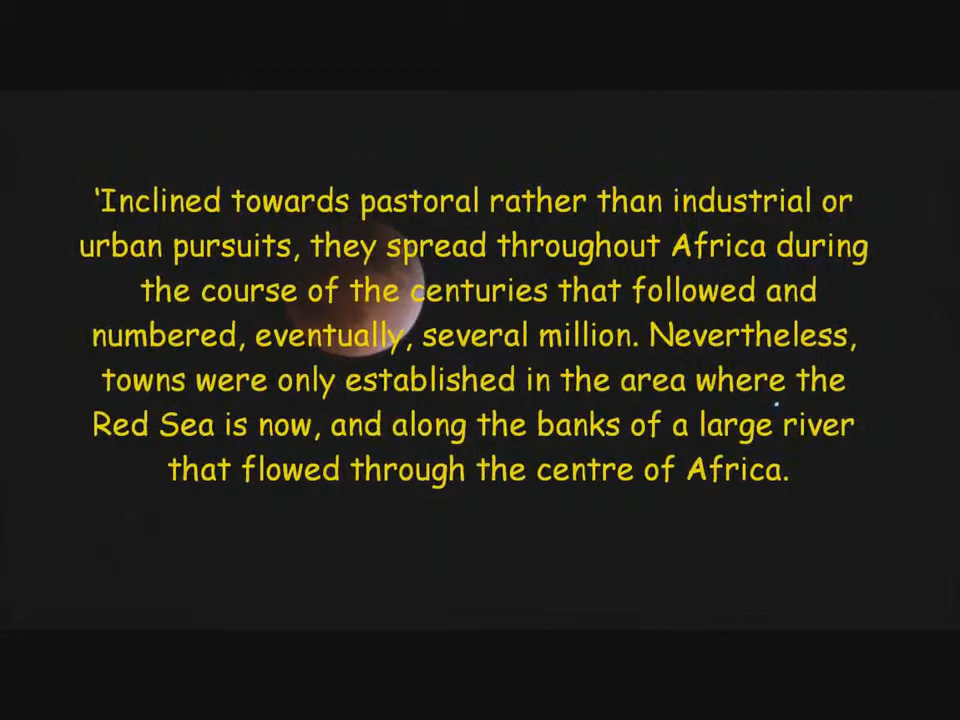 ‘Inclined towards pastoral rather than industrial or
urban pursuits, they spread throughout Africa during
the course of the centuries that followed and
numbered, eventually, several million. Nevertheless,
towns were only established in the area where the
Red Sea is now, and along the banks of a large river
that flowed through the centre of Africa.